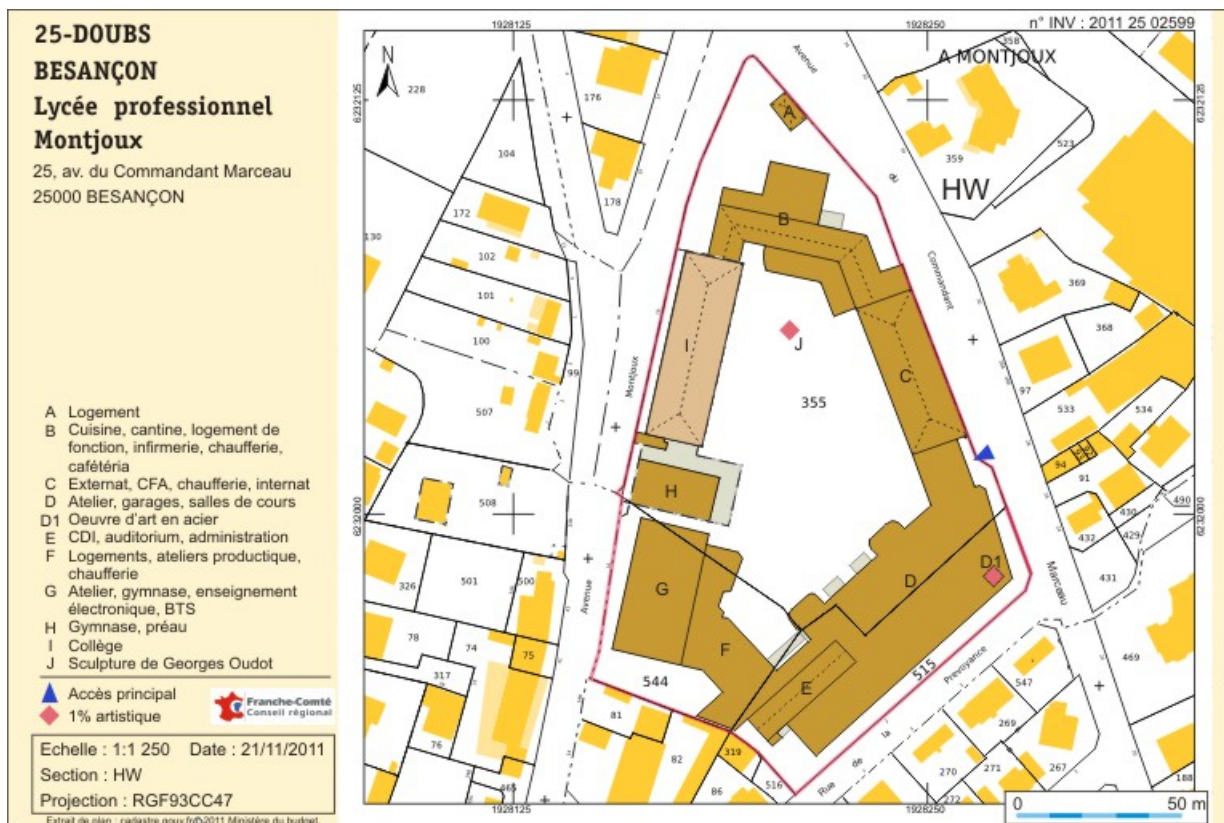 25-DOUBS
BESANÇON
Lycée professionnel
Montjoux
25, av. du Commandant Marceau
25000 BESANÇON
A Logement
B Cuisine, cantine, logement de
fonction, infirmerie, chaufferie,
cafétéria
C Externat, CFA, chaufferie, internat
D Atelier, garages, salles de cours
D1 Oeuvre d'art en acier
E CDI, auditorium, administration
F Logements, ateliers productique,
chaufferie
G Atelier, gymnase, enseignement
électronique, BTS
H Gymnase, préau
I Collège
J Sculpture de Georges Oudot
Accès principal
1% artistique
Franche-Comté
Conseil régional
Echelle : 1:1 250 Date : 21/11/2011
Section : HW
Projection : RGF93CC47
1928125
1928250
n° INV : 2011 25 02599
N
6232125
6232125
228
176
Avenue
358
A MONTJOUX
A
104
359
523
178
du
HW
172
B
130
102
Commandant
369
101
368
100
I
J
99
Montjoux
C
97
507
355
533
534
94
91
508
H
490
430
6232000
6232000
432
429
D1
326
501
500
Avenue
G
D
Marceau
431
78
74
75
F
469
317
544
E
515
Prevoyance
547
81
la
269
76
82
319
de
270
271
267
465
86
516
Rue
272
188
1928125
1928250
0 50 m